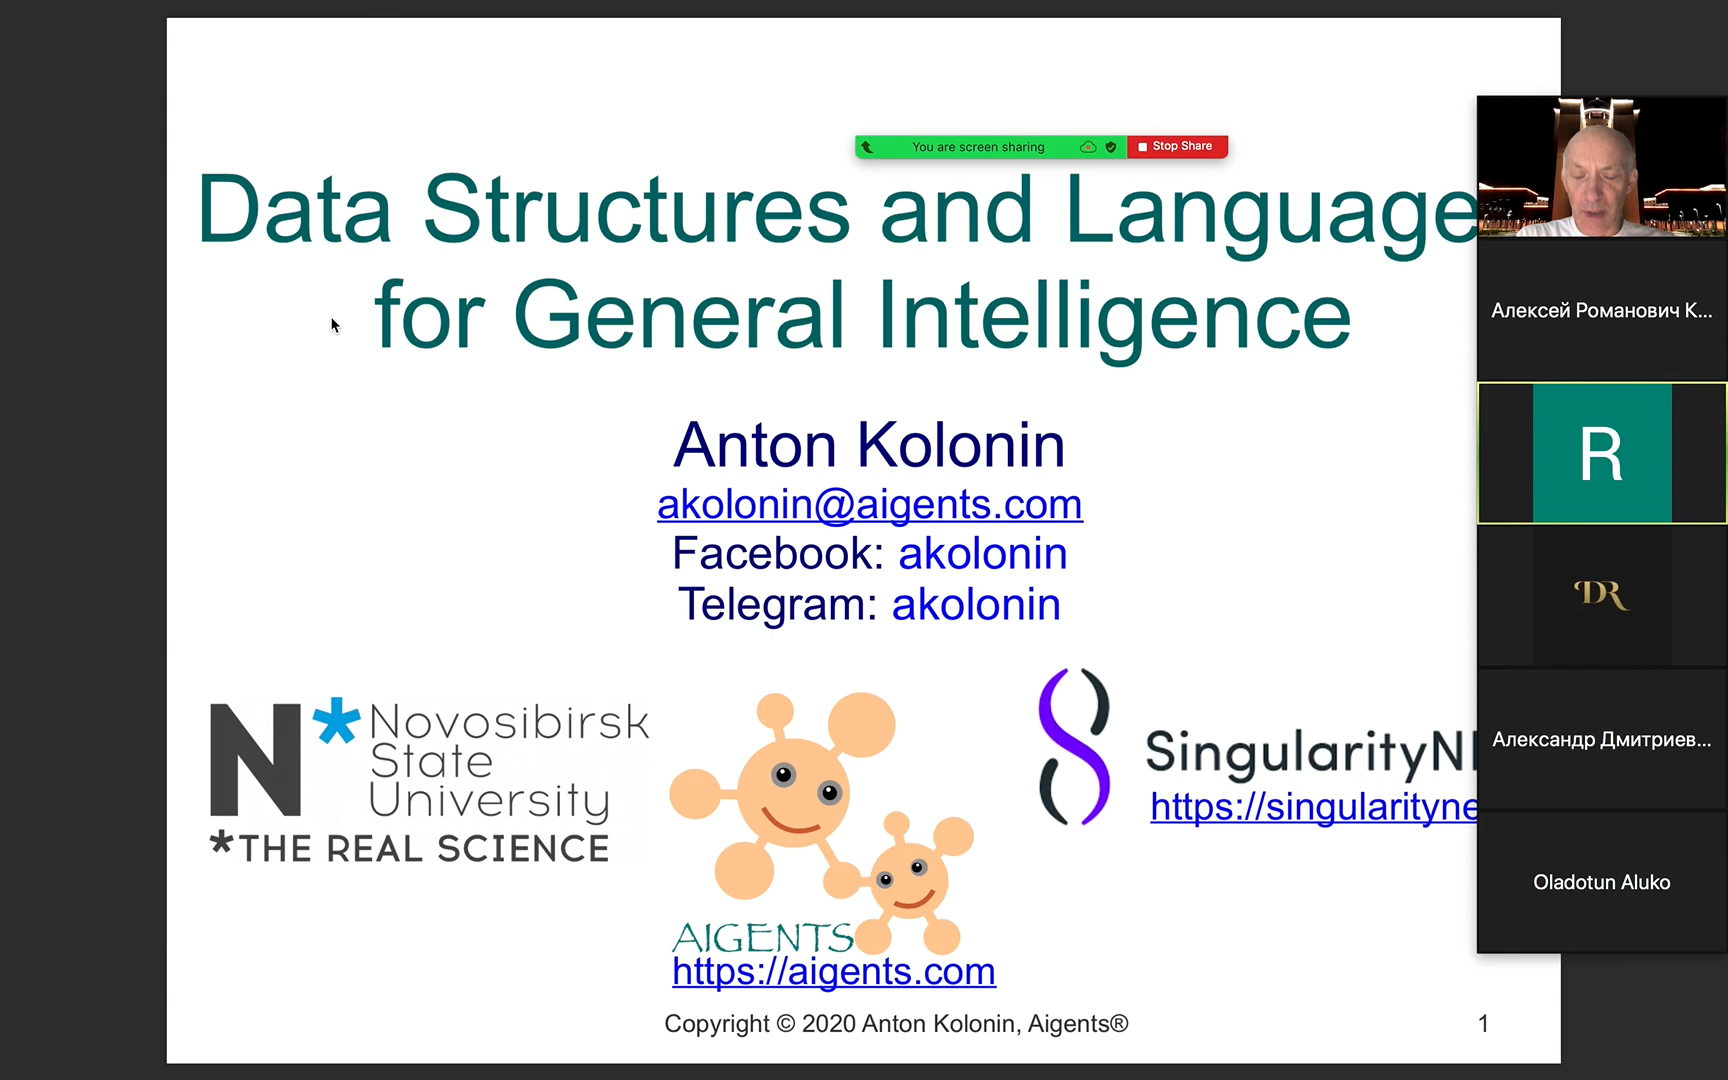 You are screen sharing
Stop Share
Data Structures and Language
for General Intelligence
Anton Kolonin
akolonin@aigents.com
Facebook: akolonin
Telegram: akolonin
N* Novosibirsk
State
University
*THE REAL SCIENCE
AIGENTS
https://aigents.com
SingularityN
https://singularityne
Copyright © 2020 Anton Kolonin, Aigents®
1
Алексей Романович К...
R
DR
Александр Дмитриев...
Oladotun Aluko